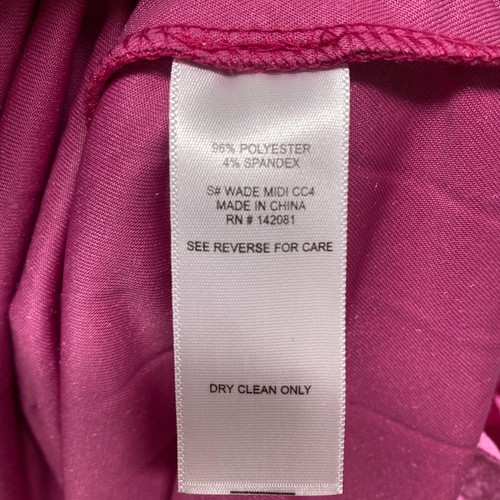 96% POLYESTER
4% SPANDEX
S# WADE MIDI CC4
MADE IN CHINA
RN # 142081
SEE REVERSE FOR CARE
DRY CLEAN ONLY